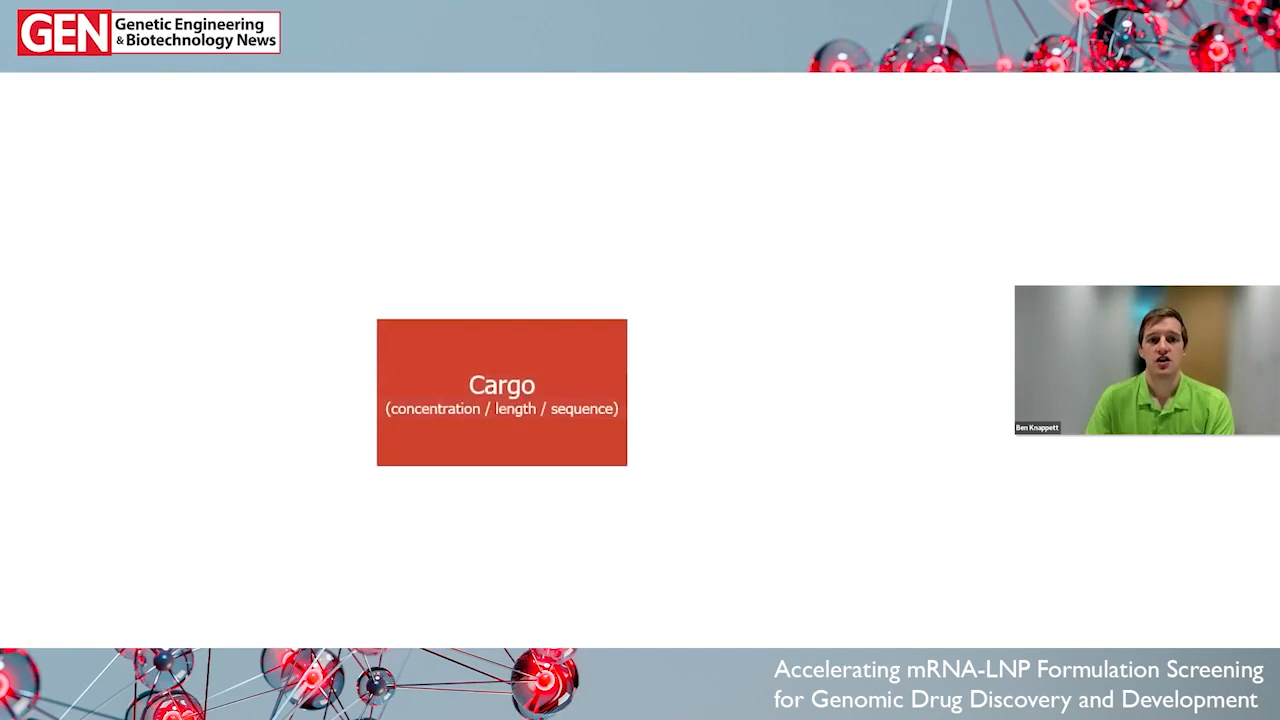 GEN Genetic Engineering
& Biotechnology News
Cargo
(concentration / length / sequence)
Ben Knappett
Accelerating mRNA-LNP Formulation Screening
for Genomic Drug Discovery and Development